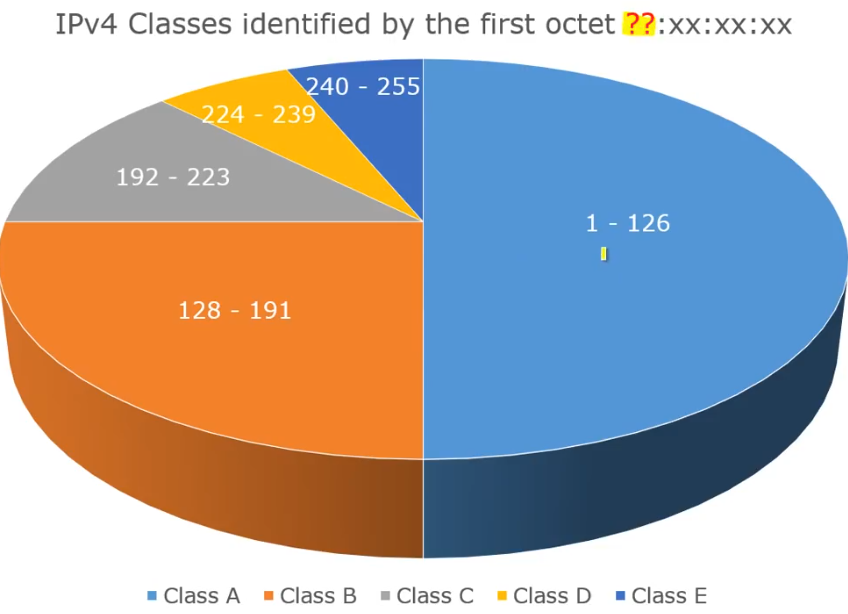 IPv4 Classes identified by the first octet ??:xx:xx:xx
240 - 255
224 - 239
192 - 223
1 - 126
128 - 191
Class A Class B Class C Class D Class E